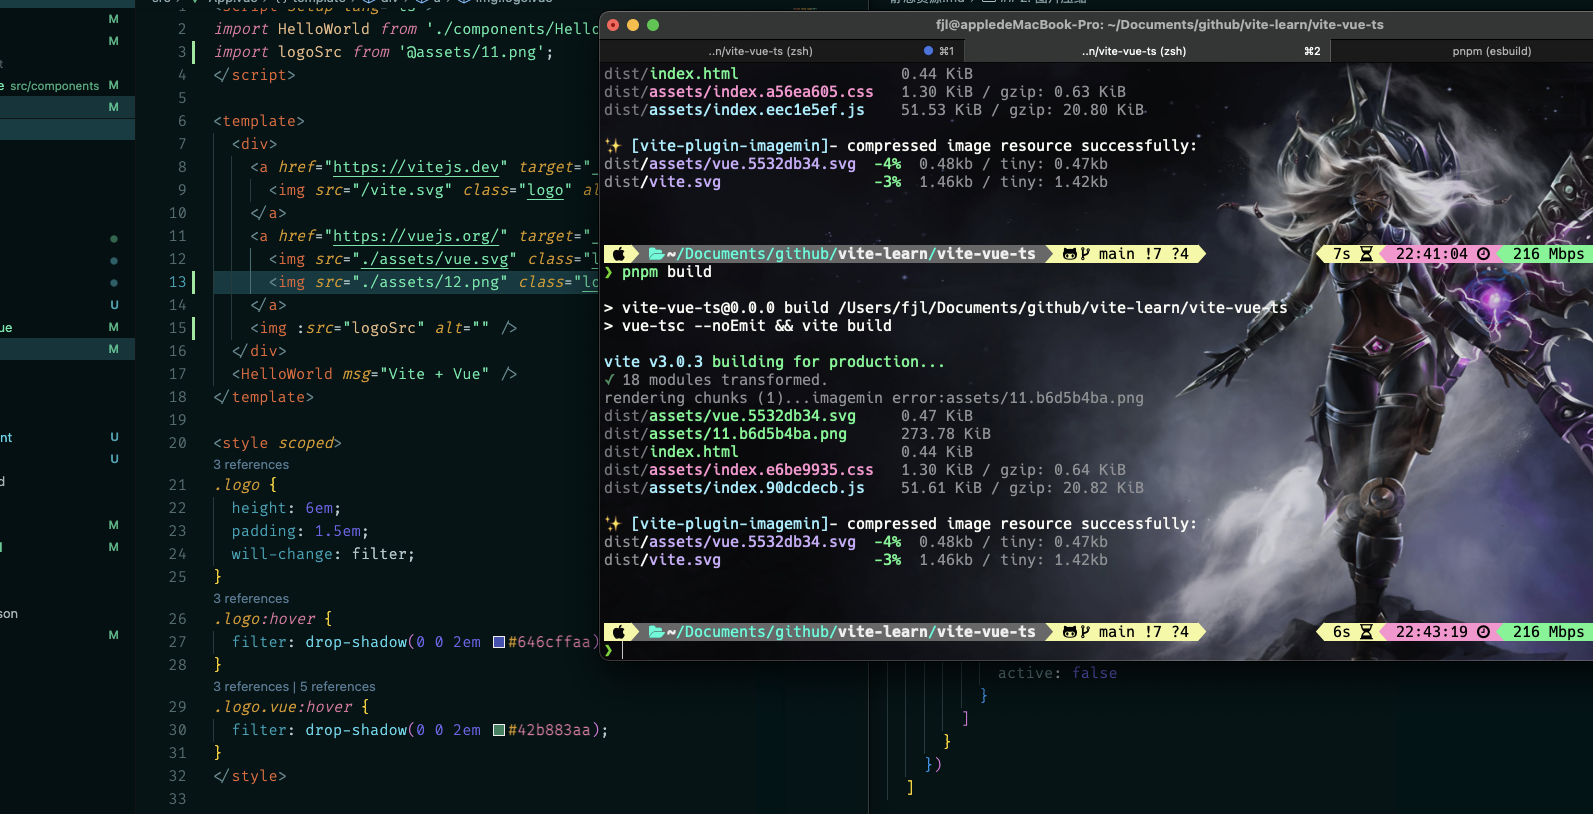 M
M
src/components M
M
U
M
M
U
U
M
M
son
M
2 import HelloWorld from './components/Hello
3 import logoSrc from '@assets/11.png';
4 </script>
5
6 <template>
7 <div>
8 <a href="https://vitejs.dev" target="_
9 <img src="/vite.svg" class="logo" al
10 </a>
11 <a href="https://vuejs.org/" target="_
12 <img src="./assets/vue.svg" class="l
13 <img src="./assets/12.png" class="lo
14 </a>
15 <img :src="logoSrc" alt="" />
16 </div>
17 <HelloWorld msg="Vite + Vue" />
18 </template>
19
20 <style scoped>
3 references
21 .logo {
22 height: 6em;
23 padding: 1.5em;
24 will-change: filter;
25 }
3 references
26 .logo:hover {
27 filter: drop-shadow(0 0 2em #646cffaa)
28 }
3 references | 5 references
29 .logo.vue:hover {
30 filter: drop-shadow(0 0 2em #42b883aa);
31 }
32 </style>
33
fjl@appledeMacBook-Pro: ~/Documents/github/vite-learn/vite-vue-ts
..n/vite-vue-ts (zsh) ⌘1
..n/vite-vue-ts (zsh) ⌘2
pnpm (esbuild)
dist/index.html 0.44 KiB
dist/assets/index.a56ea605.css 1.30 KiB / gzip: 0.63 KiB
dist/assets/index.eec1e5ef.js 51.53 KiB / gzip: 20.80 KiB
✨ [vite-plugin-imagemin]- compressed image resource successfully:
dist/assets/vue.5532db34.svg -4% 0.48kb / tiny: 0.47kb
dist/vite.svg -3% 1.46kb / tiny: 1.42kb
~/Documents/github/vite-learn/vite-vue-ts main !7 ?4 7s 22:41:04 216 Mbps
❯ pnpm build
> vite-vue-ts@0.0.0 build /Users/fjl/Documents/github/vite-learn/vite-vue-ts
> vue-tsc --noEmit && vite build
vite v3.0.3 building for production...
✓ 18 modules transformed.
rendering chunks (1)...imagemin error:assets/11.b6d5b4ba.png
dist/assets/vue.5532db34.svg 0.47 KiB
dist/assets/11.b6d5b4ba.png 273.78 KiB
dist/index.html 0.44 KiB
dist/assets/index.e6be9935.css 1.30 KiB / gzip: 0.64 KiB
dist/assets/index.90dcdecb.js 51.61 KiB / gzip: 20.82 KiB
✨ [vite-plugin-imagemin]- compressed image resource successfully:
dist/assets/vue.5532db34.svg -4% 0.48kb / tiny: 0.47kb
dist/vite.svg -3% 1.46kb / tiny: 1.42kb
~/Documents/github/vite-learn/vite-vue-ts main !7 ?4 6s 22:43:19 216 Mbps
❯
active: false
}
]
}
})
]